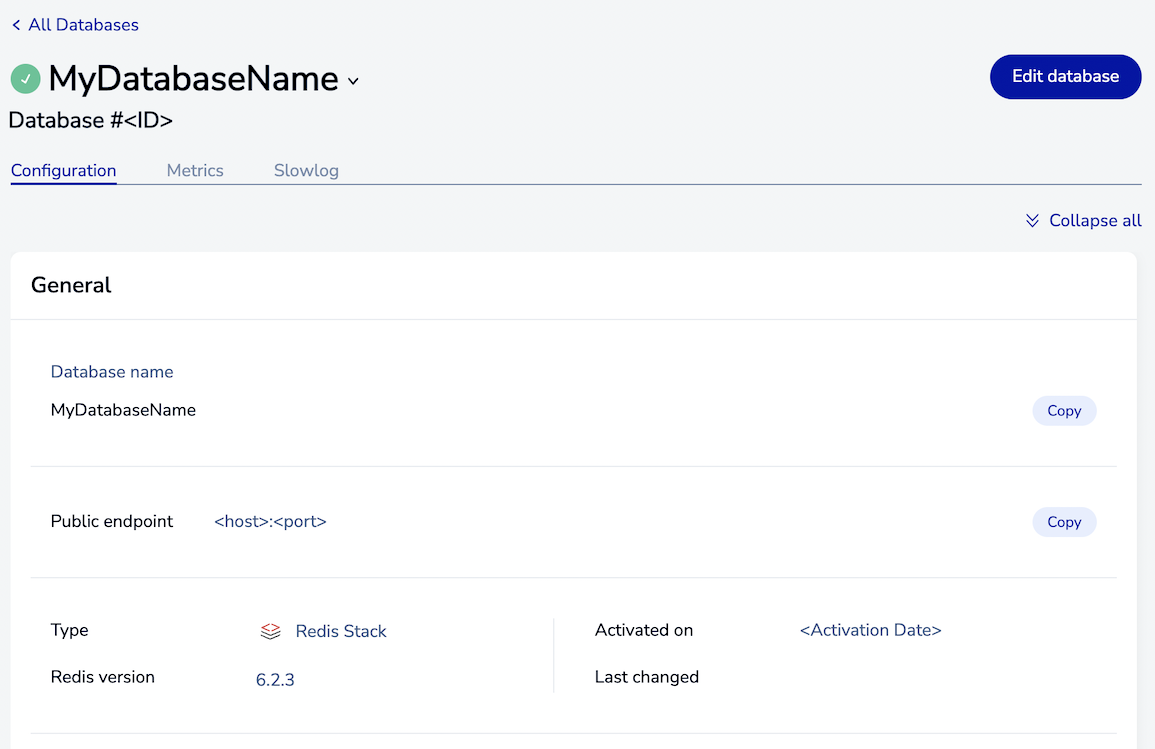 All Databases
MyDatabaseName
Edit database
Database #<ID>
Configuration Metrics Slowlog
Collapse all
General
Database name
MyDatabaseName Copy
Public endpoint <host>:<port> Copy
Type Redis Stack Activated on <Activation Date>
Redis version 6.2.3 Last changed